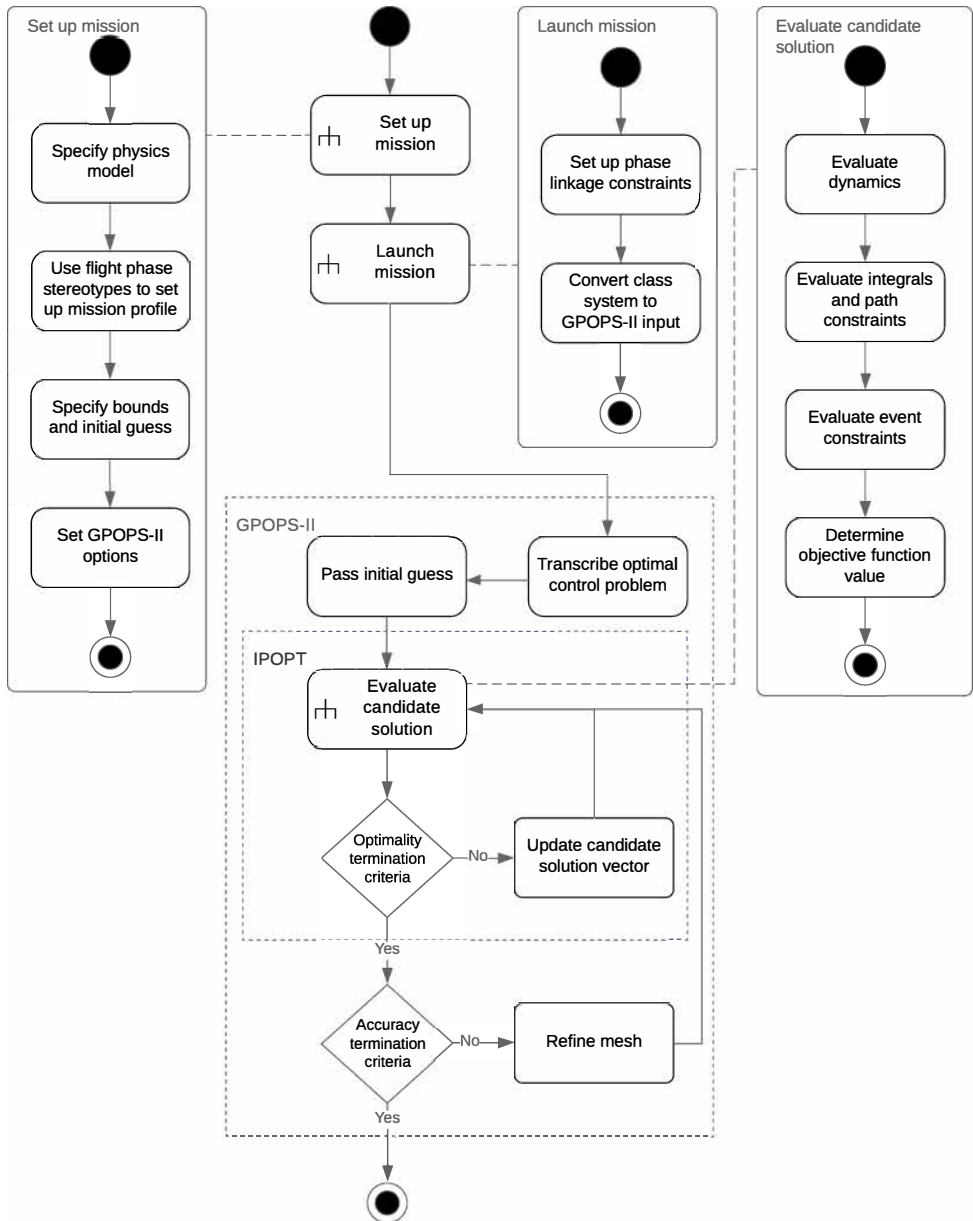 Set up mission
Specify physics
model
Use flight phase
stereotypes to set
up mission profile
Specify bounds
and initial guess
Set GPOPS-II
options
Set up
mission
Launch
mission
Launch mission
Set up phase
linkage constraints
Convert class
system to
GPOPS-II input
Evaluate candidate
solution
Evaluate
dynamics
Evaluate integrals
and path
constraints
Evaluate event
constraints
Determine
objective function
value
GPOPS-II
Transcribe optimal
control problem
Pass initial guess
IPOPT
Evaluate
candidate
solution
Optimality
termination
criteria
No
Update candidate
solution vector
Yes
Accuracy
termination
criteria
No
Refine mesh
Yes